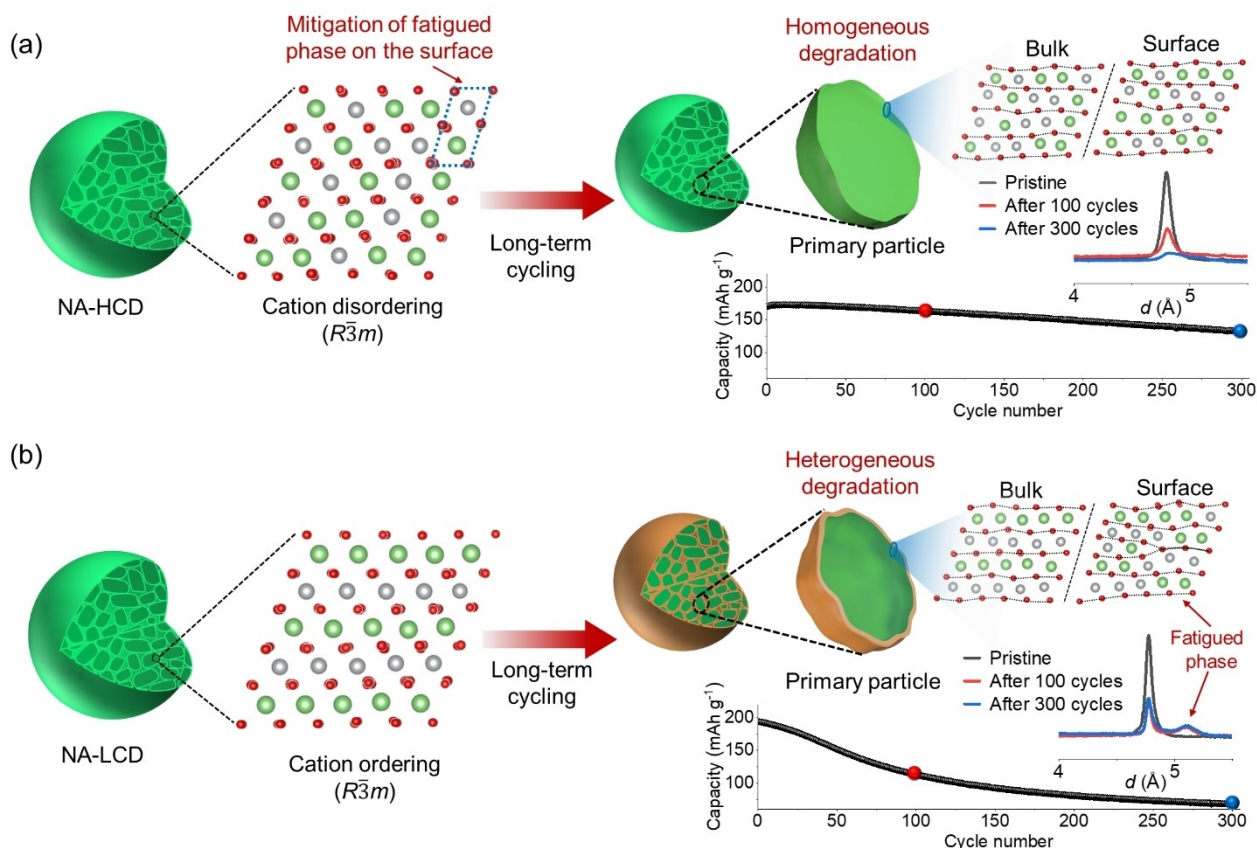 (a)
Mitigation of fatigued
phase on the surface
NA-HCD
Cation disordering
(R3̅m)
Long-term
cycling
Homogeneous
degradation
Primary particle
Bulk
Surface
Pristine
After 100 cycles
After 300 cycles
4
5
d (Å)
Capacity (mAh g⁻¹)
200
150
100
0
50
100
150
200
250
300
Cycle number
(b)
NA-LCD
Cation ordering
(R3̅m)
Long-term
cycling
Heterogeneous
degradation
Primary particle
Bulk
Surface
Fatigued
phase
Pristine
After 100 cycles
After 300 cycles
4
5
d (Å)
Capacity (mAh g⁻¹)
200
150
100
0
50
100
150
200
250
300
Cycle number